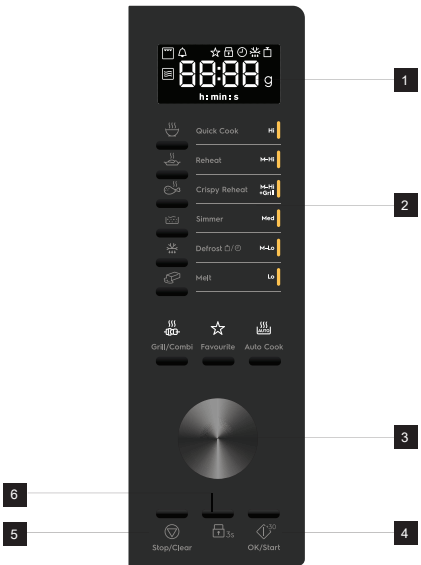 88:88 g
h:min:s
1
Quick Cook Hi
Reheat M-Hi
Crispy Reheat M-Hi +Grill
2
Simmer Med
Defrost M-Lo
Melt Lo
AUTO
Grill/Combi Favourite Auto Cook
3
6
5
3s
30
4
Stop/Clear OK/Start